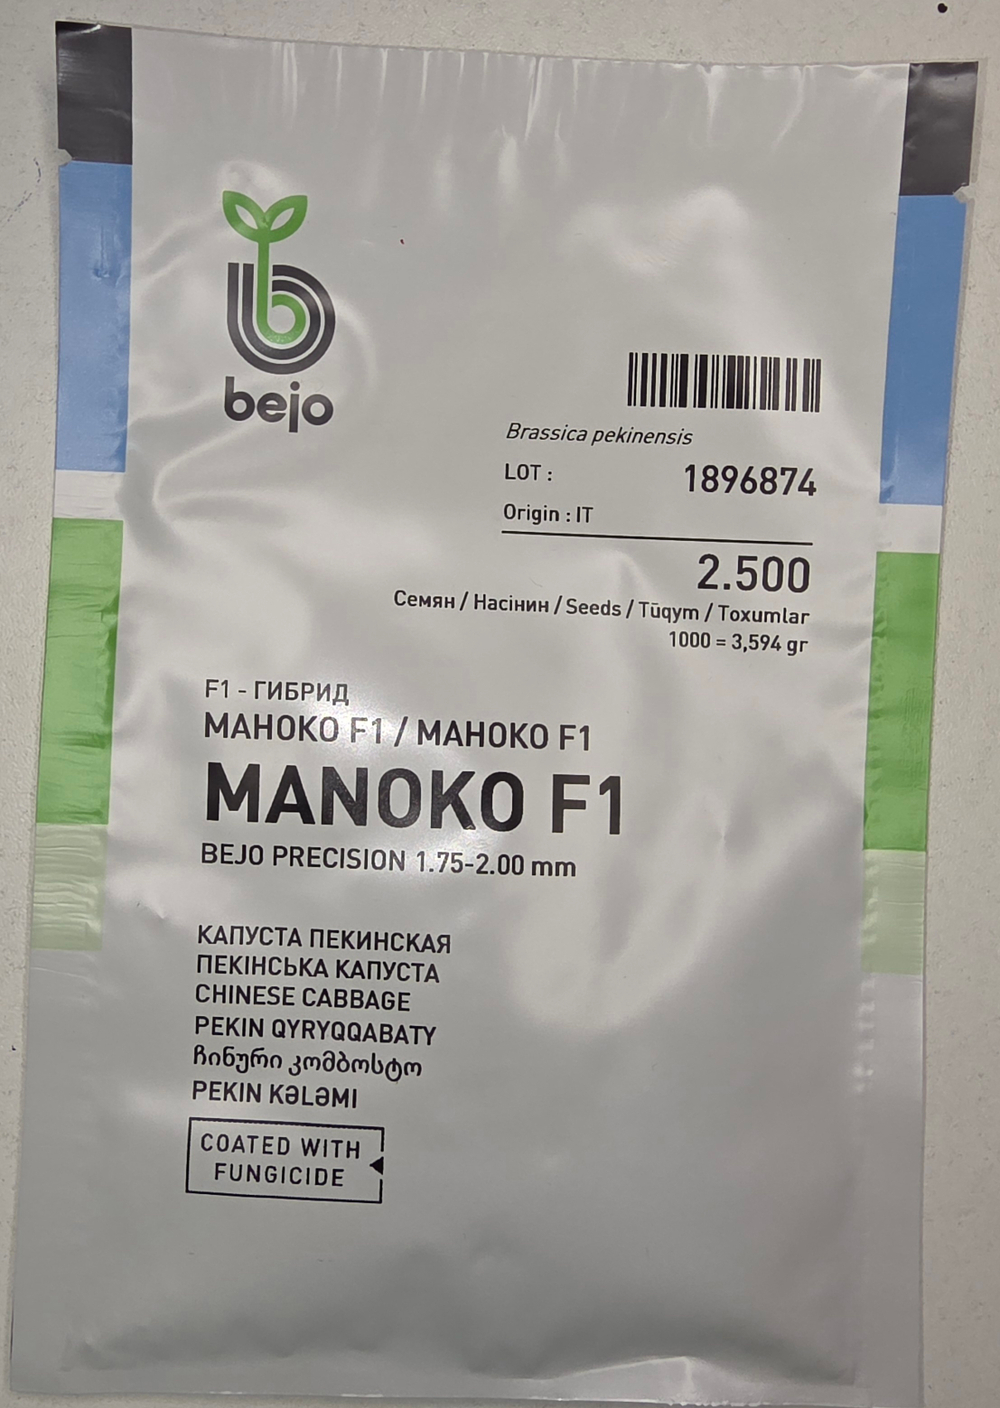 bejo
Brassica pekinensis
LOT : 1896874
Origin : IT
2.500
Семян / Насінин / Seeds / Tūqym / Toxumlar
1000 = 3,594 gr
F1 - ГИБРИД
МАНОКО F1 / МАНОКО F1
MANOKO F1
BEJO PRECISION 1.75-2.00 mm
КАПУСТА ПЕКИНСКАЯ
ПЕКІНСЬКА КАПУСТА
CHINESE CABBAGE
PEKIN QYRYQQABATY
ჩინური კომბოსტო
PEKIN KƏLƏMI
COATED WITH
FUNGICIDE